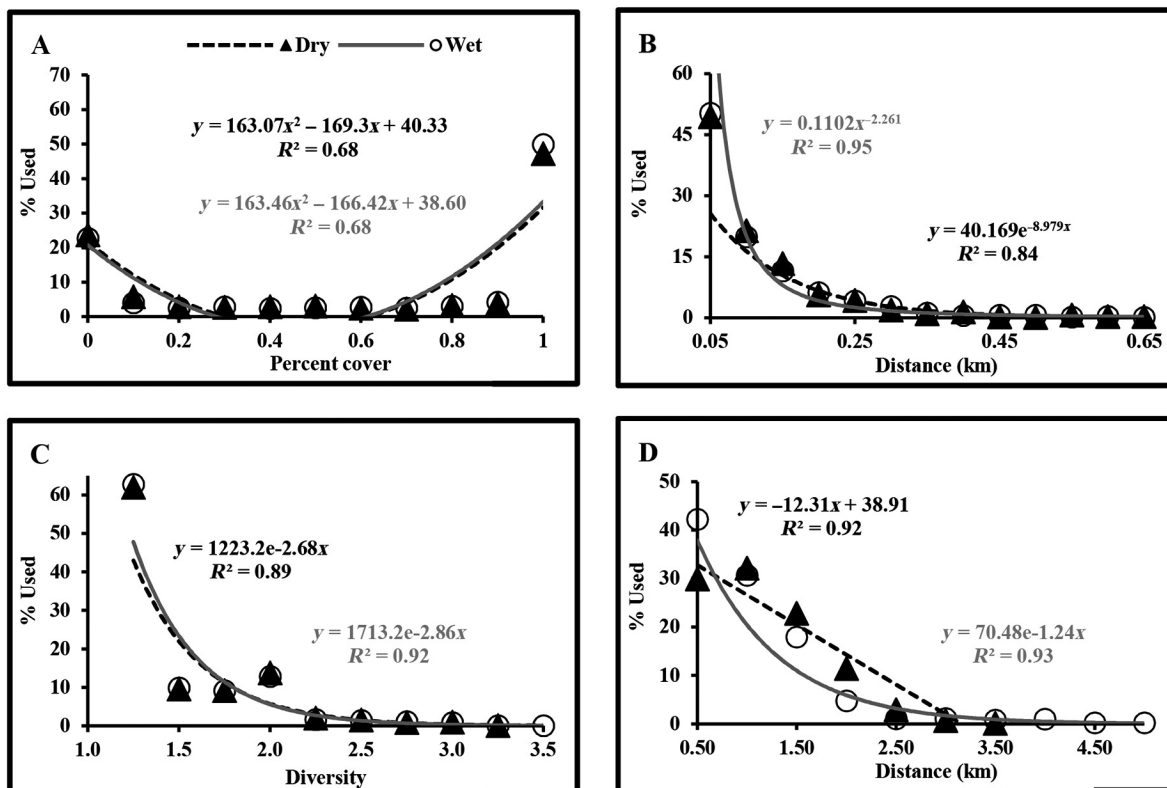 A
Dry
Wet
70
60
50
40
30
20
10
0
% Used
y = 163.07x² – 169.3x + 40.33
R² = 0.68
y = 163.46x² – 166.42x + 38.60
R² = 0.68
0 0.2 0.4 0.6 0.8 1
Percent cover
B
60
45
30
15
0
% Used
y = 0.1102x⁻²·²⁶¹
R² = 0.95
y = 40.169e⁻⁸·⁹⁷⁹ˣ
R² = 0.84
0.05 0.25 0.45 0.65
Distance (km)
C
60
50
40
30
20
10
0
% Used
y = 1223.2e-2.68x
R² = 0.89
y = 1713.2e-2.86x
R² = 0.92
1.0 1.5 2.0 2.5 3.0 3.5
Diversity
D
50
40
30
20
10
0
% Used
y = –12.31x + 38.91
R² = 0.92
y = 70.48e-1.24x
R² = 0.93
0.50 1.50 2.50 3.50 4.50
Distance (km)